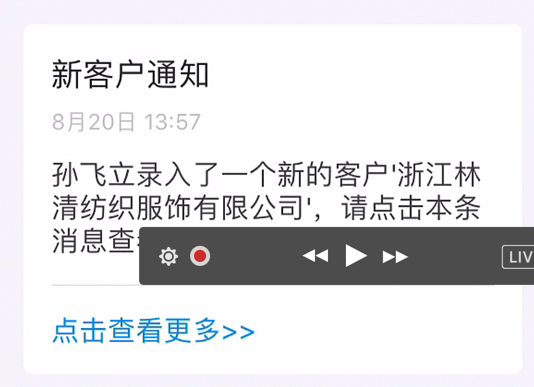 新客户通知
8月20日 13:57
孙飞立录入了一个新的客户'浙江林
清纺织服饰有限公司'，请点击本条
消息查
LIV
点击查看更多>>